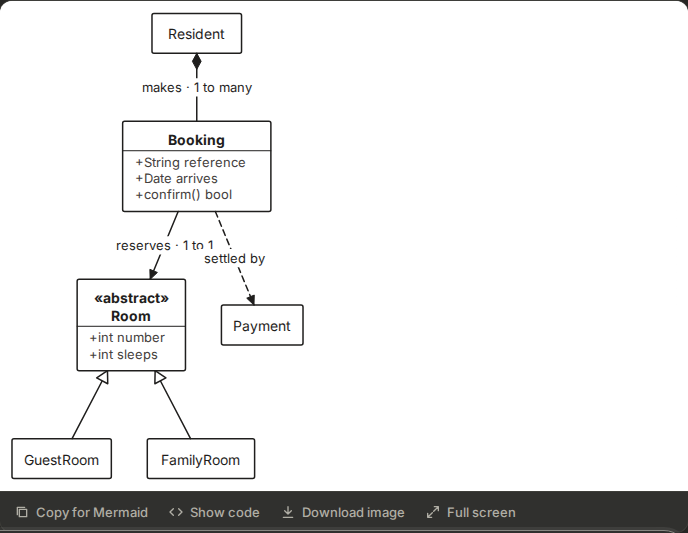 Resident
makes · 1 to many
Booking
+String reference
+Date arrives
+confirm() bool
reserves · 1 to 1
settled by
«abstract»
Room
+int number
+int sleeps
Payment
GuestRoom
FamilyRoom
Copy for Mermaid
Show code
Download image
Full screen